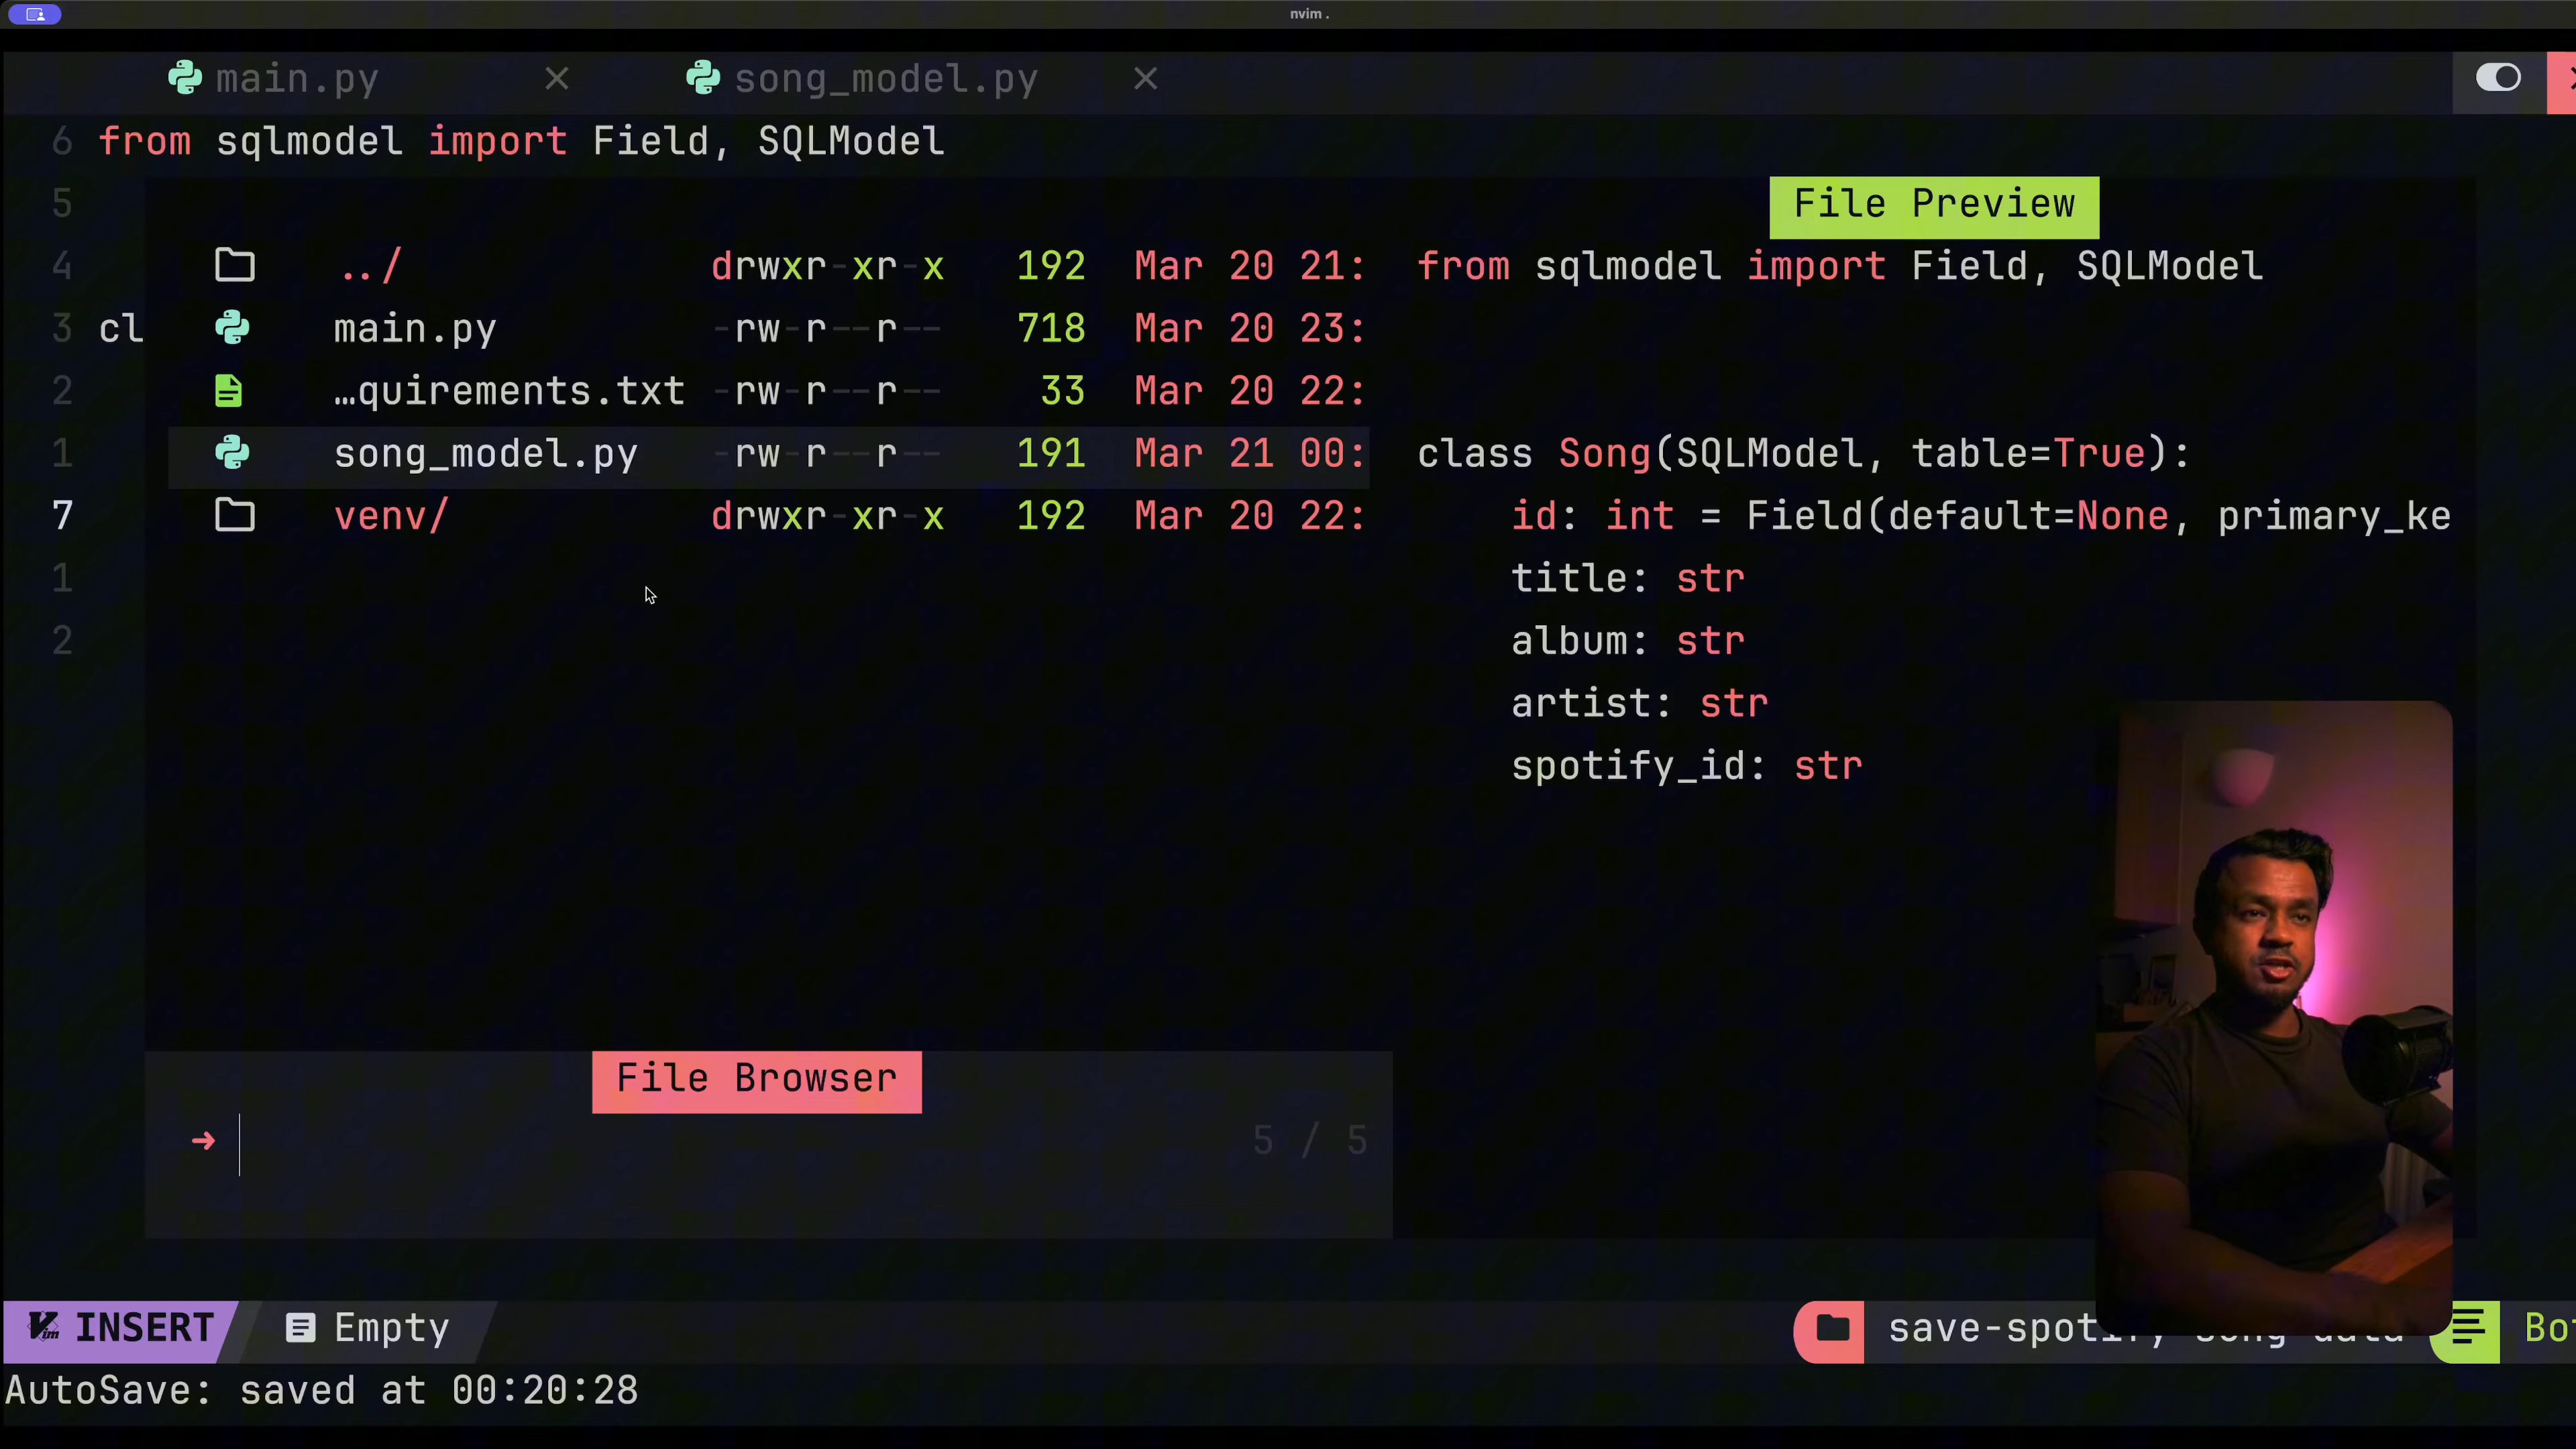 nvim .
main.py
song_model.py
6 from sqlmodel import Field, SQLModel
5
4
3 cl
2
1
7
1
2
../ drwxr-xr-x 192 Mar 20 21:
main.py -rw-r--r-- 718 Mar 20 23:
…quirements.txt -rw-r--r-- 33 Mar 20 22:
song_model.py -rw-r--r-- 191 Mar 21 00:
venv/ drwxr-xr-x 192 Mar 20 22:
File Preview
from sqlmodel import Field, SQLModel
class Song(SQLModel, table=True):
id: int = Field(default=None, primary_ke
title: str
album: str
artist: str
spotify_id: str
File Browser
5 / 5
INSERT Empty
save-spotify-song-data
Bo
AutoSave: saved at 00:20:28